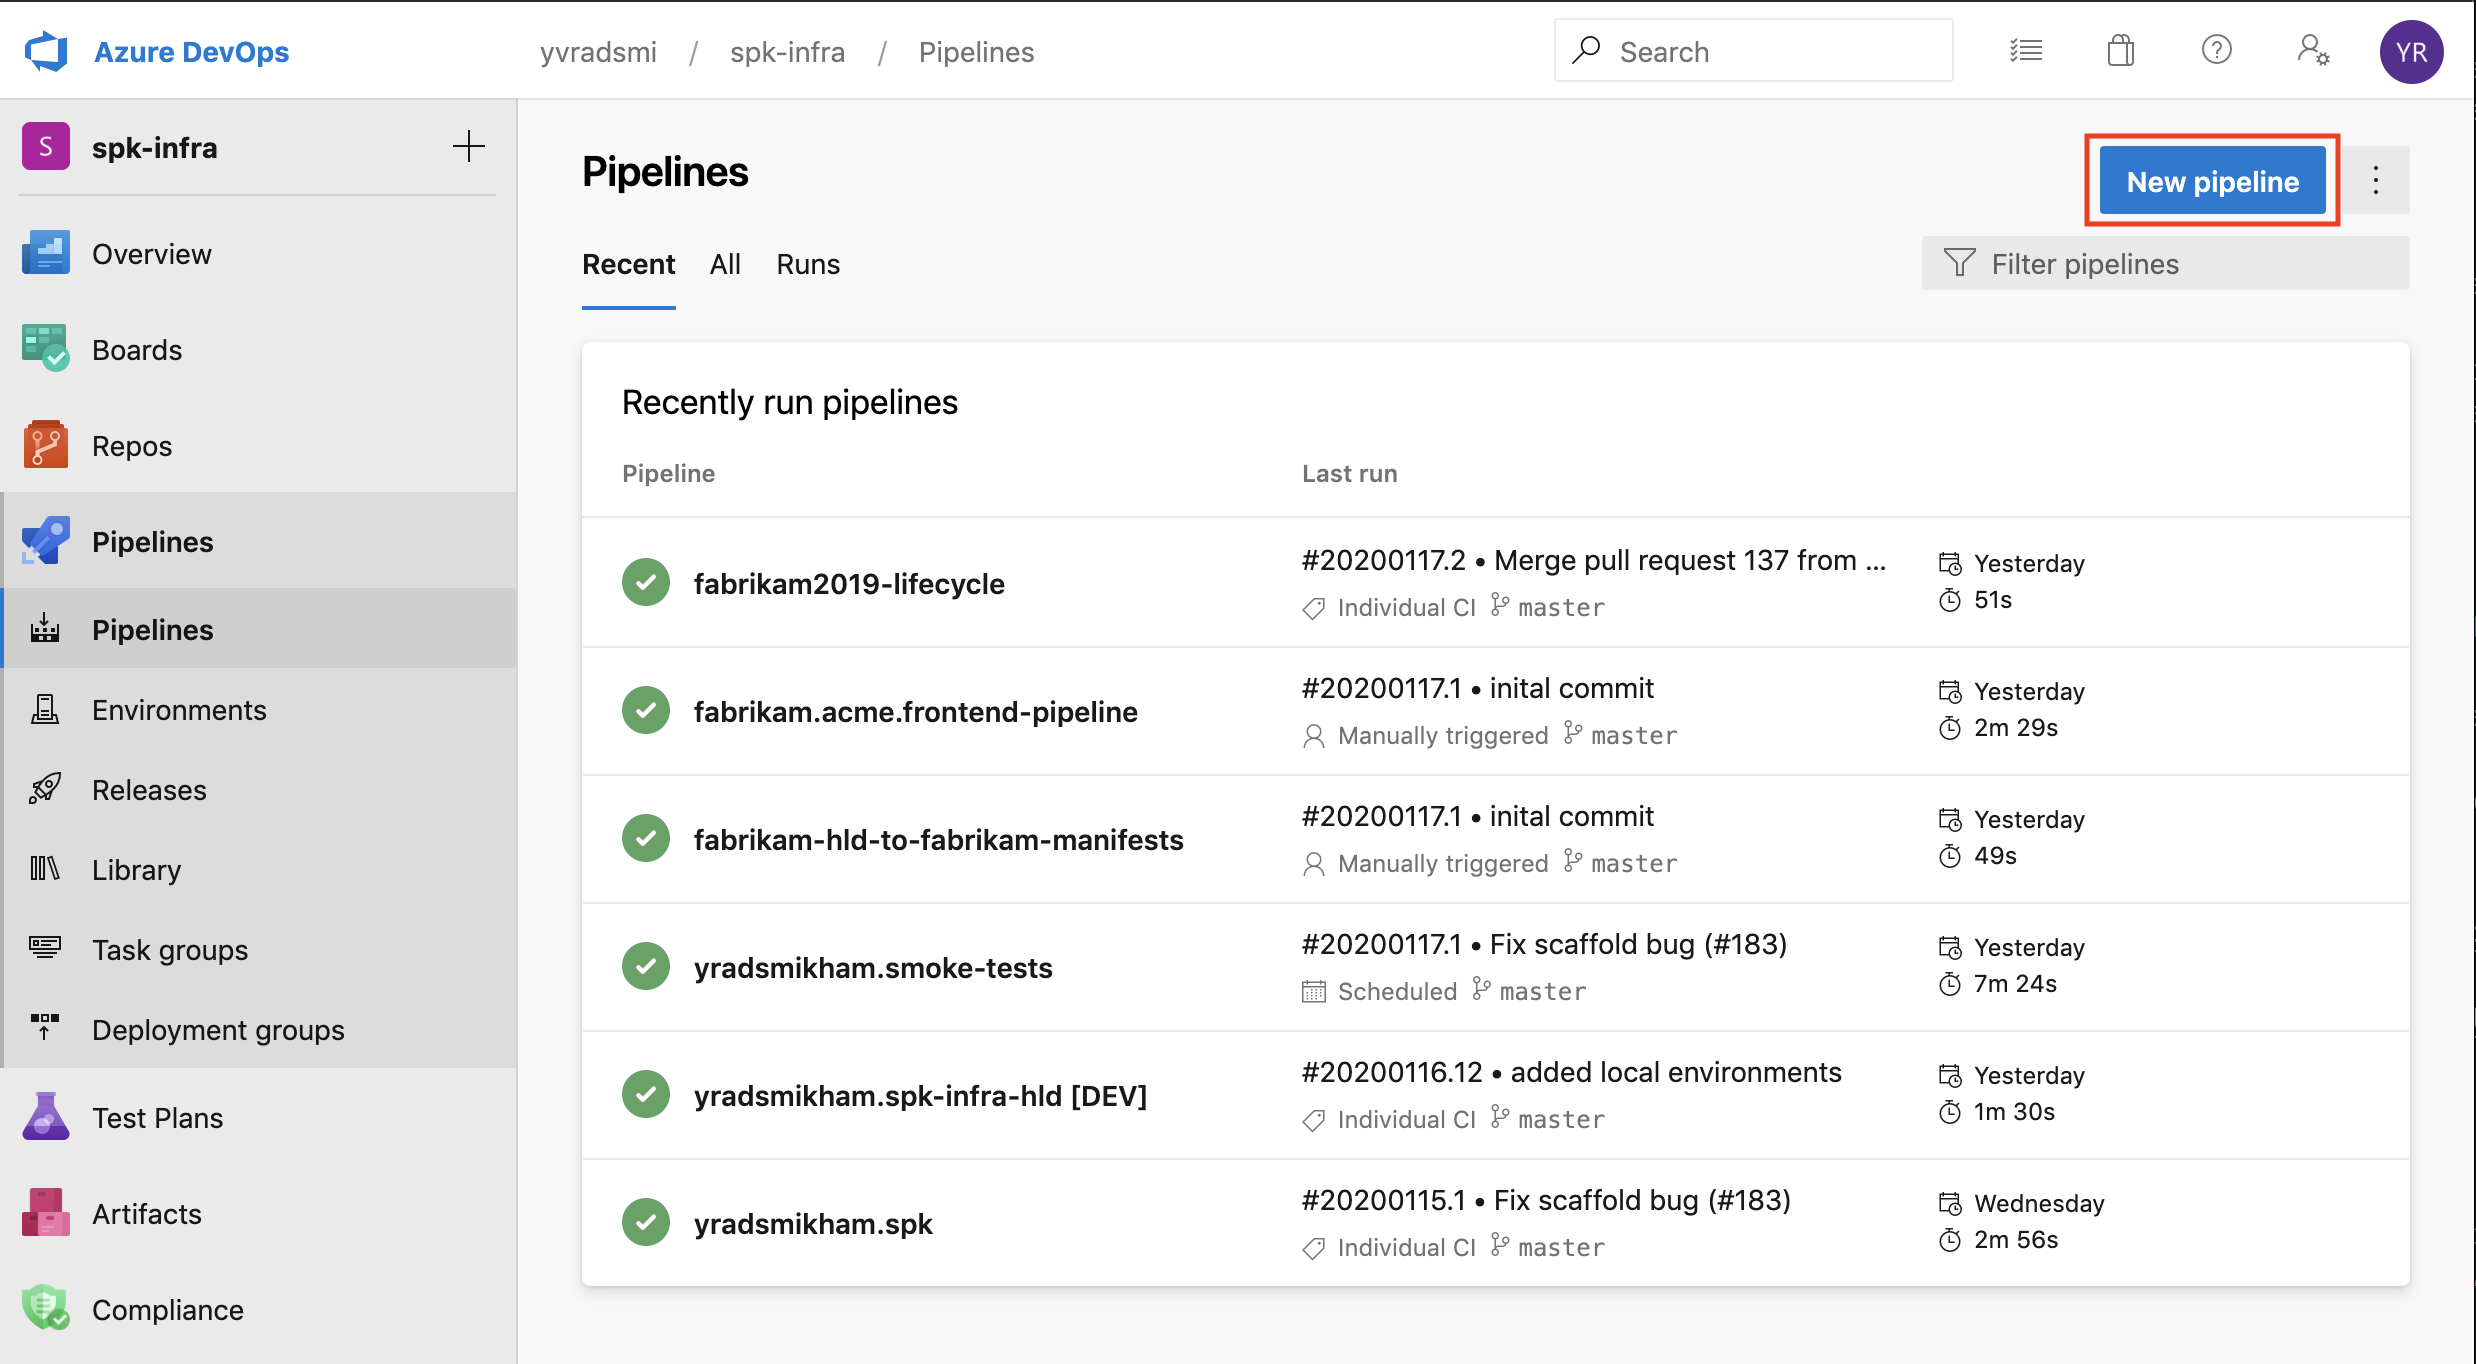 Azure DevOps
yvradsmi / spk-infra / Pipelines
Search
YR
S
spk-infra
Overview
Boards
Repos
Pipelines
Pipelines
Environments
Releases
Library
Task groups
Deployment groups
Test Plans
Artifacts
Compliance
Pipelines
New pipeline
Recent All Runs
Filter pipelines
Recently run pipelines
Pipeline Last run
fabrikam2019-lifecycle
#20200117.2 • Merge pull request 137 from ...
Individual CI master
Yesterday
51s
fabrikam.acme.frontend-pipeline
#20200117.1 • inital commit
Manually triggered master
Yesterday
2m 29s
fabrikam-hld-to-fabrikam-manifests
#20200117.1 • inital commit
Manually triggered master
Yesterday
49s
yradsmikham.smoke-tests
#20200117.1 • Fix scaffold bug (#183)
Scheduled master
Yesterday
7m 24s
yradsmikham.spk-infra-hld [DEV]
#20200116.12 • added local environments
Individual CI master
Yesterday
1m 30s
yradsmikham.spk
#20200115.1 • Fix scaffold bug (#183)
Individual CI master
Wednesday
2m 56s